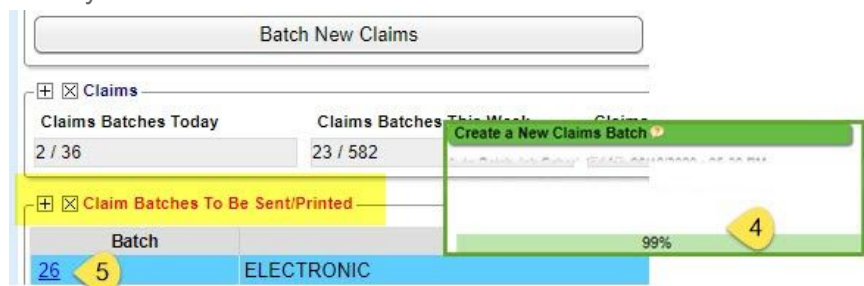 Batch New Claims
Claims
Claims Batches Today
Claims Batches This Week
Claims
2 / 36
23 / 582
Create a New Claims Batch
99%
4
Claim Batches To Be Sent/Printed
Batch
26
5
ELECTRONIC